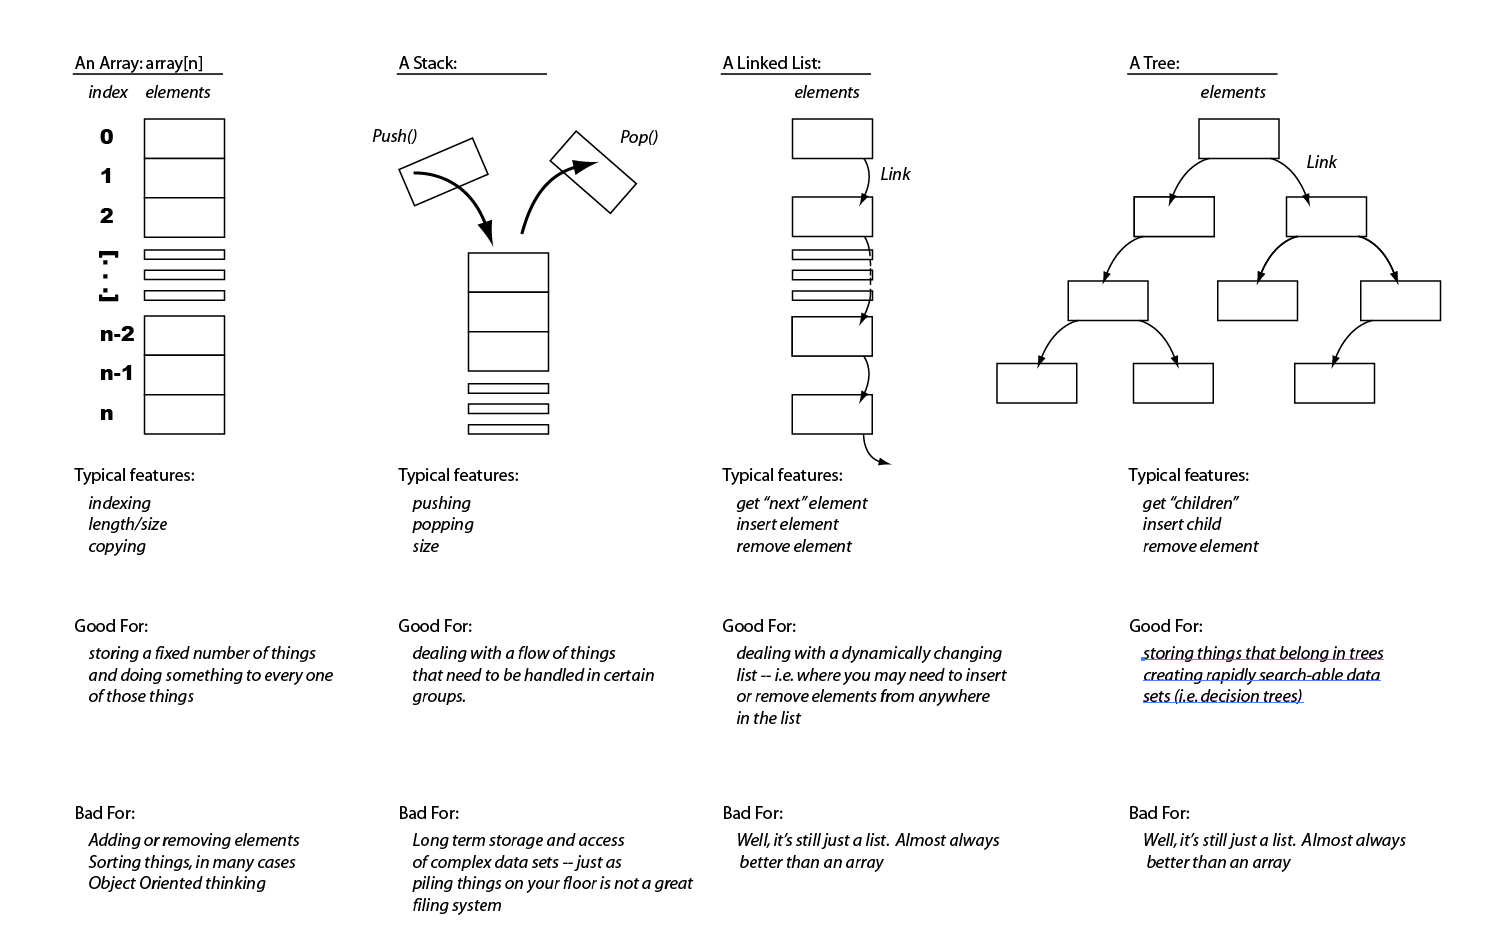 An Array: array[n]
index elements
0
1
2
[...]
n-2
n-1
n
Typical features:
indexing
length/size
copying
Good For:
storing a fixed number of things
and doing something to every one
of those things
Bad For:
Adding or removing elements
Sorting things, in many cases
Object Oriented thinking
A Stack:
Push()
Pop()
Typical features:
pushing
popping
size
Good For:
dealing with a flow of things
that need to be handled in certain
groups.
Bad For:
Long term storage and access
of complex data sets -- just as
piling things on your floor is not a great
filing system
A Linked List:
elements
Link
Typical features:
get “next” element
insert element
remove element
Good For:
dealing with a dynamically changing
list -- i.e. where you may need to insert
or remove elements from anywhere
in the list
Bad For:
Well, it’s still just a list. Almost always
better than an array
A Tree:
elements
Link
Typical features:
get “children”
insert child
remove element
Good For:
storing things that belong in trees
creating rapidly search-able data
sets (i.e. decision trees)
Bad For:
Well, it’s still just a list. Almost always
better than an array